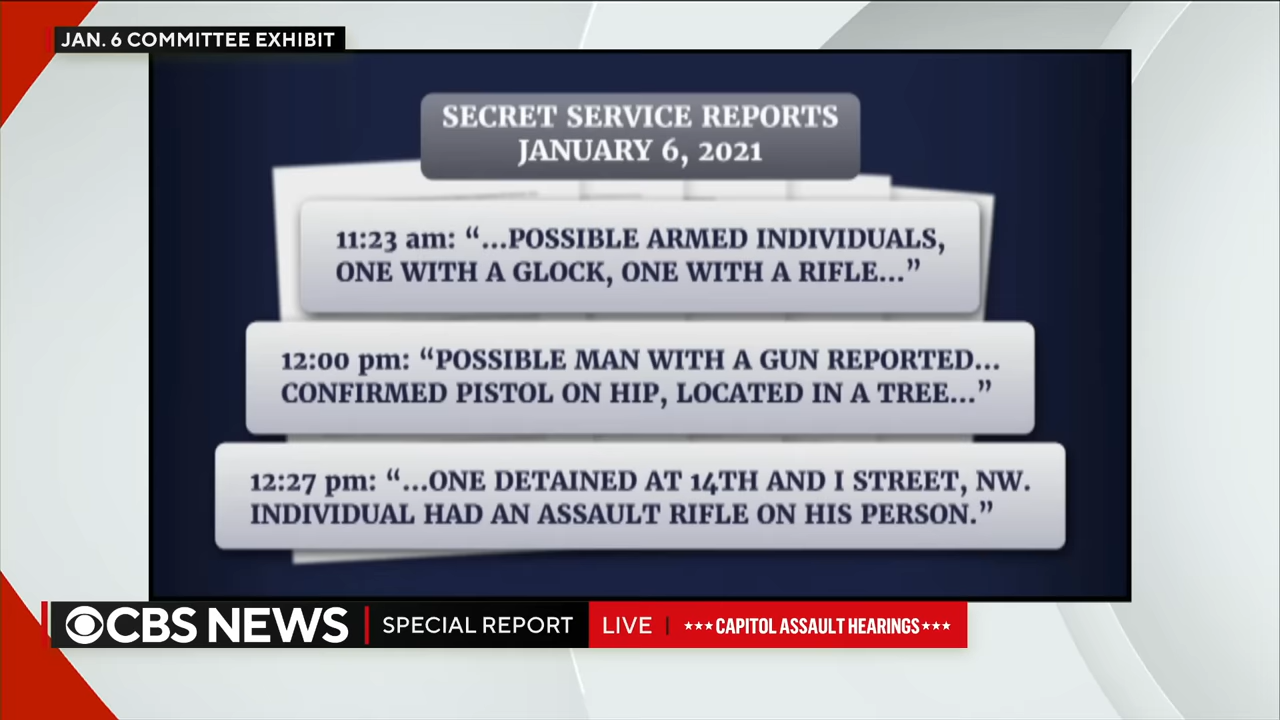 JAN. 6 COMMITTEE EXHIBIT
SECRET SERVICE REPORTS
JANUARY 6, 2021
11:23 am: “...POSSIBLE ARMED INDIVIDUALS,
ONE WITH A GLOCK, ONE WITH A RIFLE...”
12:00 pm: “POSSIBLE MAN WITH A GUN REPORTED...
CONFIRMED PISTOL ON HIP, LOCATED IN A TREE...”
12:27 pm: “...ONE DETAINED AT 14TH AND I STREET, NW.
INDIVIDUAL HAD AN ASSAULT RIFLE ON HIS PERSON.”
CBS NEWS SPECIAL REPORT LIVE ★★★CAPITOL ASSAULT HEARINGS★★★